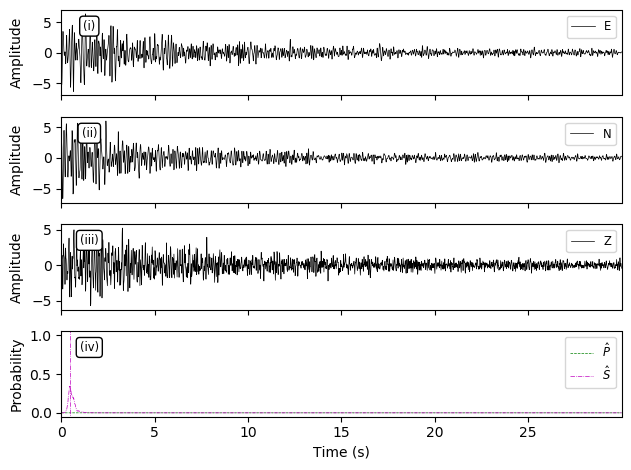 Amplitude
5
0
−5
(i)
E
Amplitude
5
0
−5
(ii)
N
Amplitude
5
0
−5
(iii)
Z
Probability
1.0
0.5
0.0
(iv)
P̂
Ŝ
0 5 10 15 20 25
Time (s)